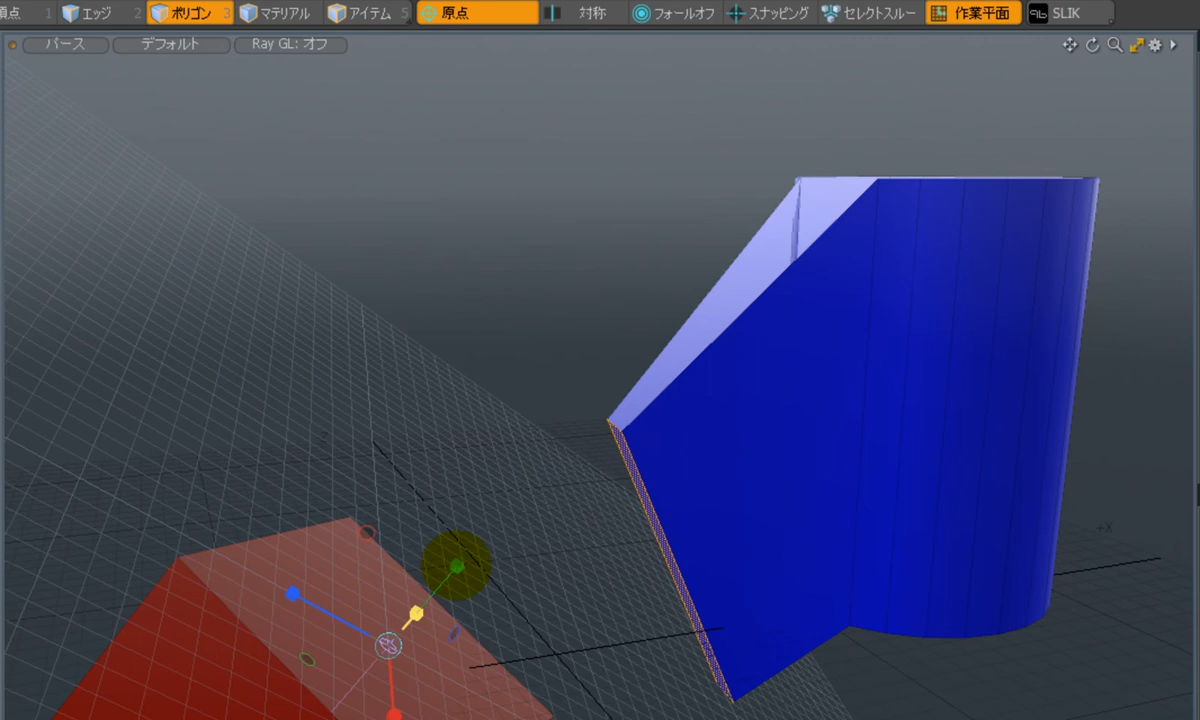 頂点 1 エッジ 2 ポリゴン 3 マテリアル アイテム 5 原点 対称 フォールオフ スナッピング セレクトスルー 作業平面 SLIK
パース デフォルト Ray GL: オフ
+X